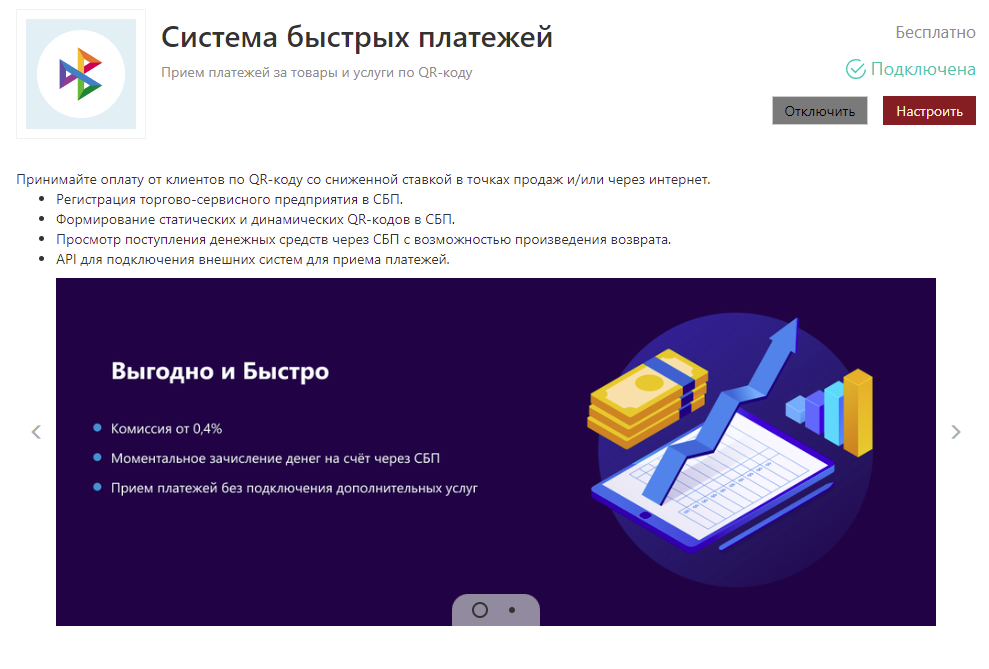 Система быстрых платежей
Прием платежей за товары и услуги по QR-коду
Бесплатно
Подключена
Отключить
Настроить
Принимайте оплату от клиентов по QR-коду со сниженной ставкой в точках продаж и/или через интернет.
Регистрация торгово-сервисного предприятия в СБП.
Формирование статических и динамических QR-кодов в СБП.
Просмотр поступления денежных средств через СБП с возможностью произведения возврата.
API для подключения внешних систем для приема платежей.
Выгодно и Быстро
Комиссия от 0,4%
Моментальное зачисление денег на счёт через СБП
Прием платежей без подключения дополнительных услуг